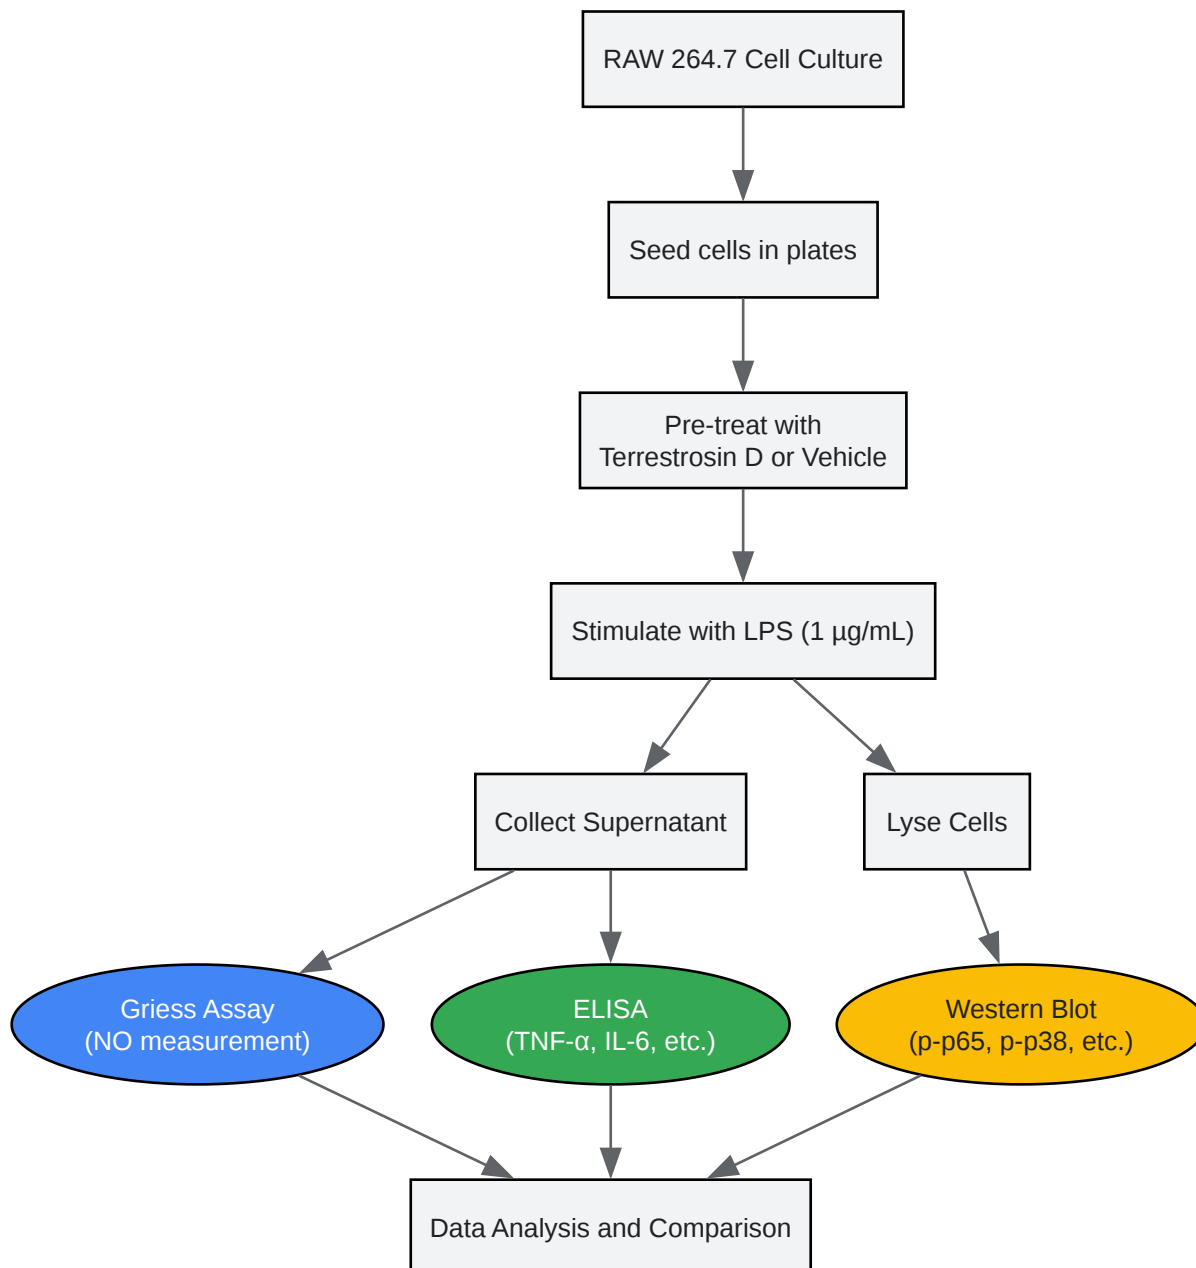 RAW 264.7 Cell Culture
Seed cells in plates
Pre-treat with
Terrestrosin D or Vehicle
Stimulate with LPS (1 µg/mL)
Collect Supernatant
Lyse Cells
Griess Assay
(NO measurement)
ELISA
(TNF-α, IL-6, etc.)
Western Blot
(p-p65, p-p38, etc.)
Data Analysis and Comparison